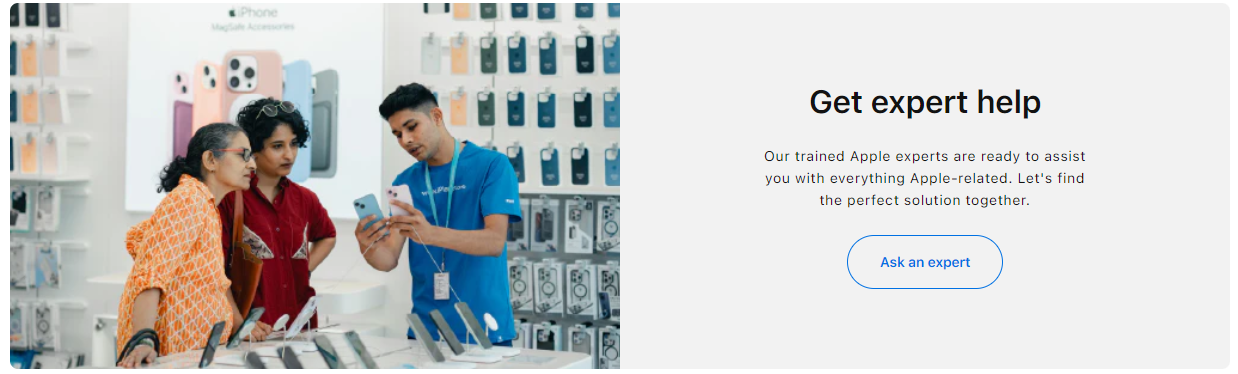 iPhone
MagSafe Accessories
Get expert help
Our trained Apple experts are ready to assist
you with everything Apple-related. Let's find
the perfect solution together.
Ask an expert